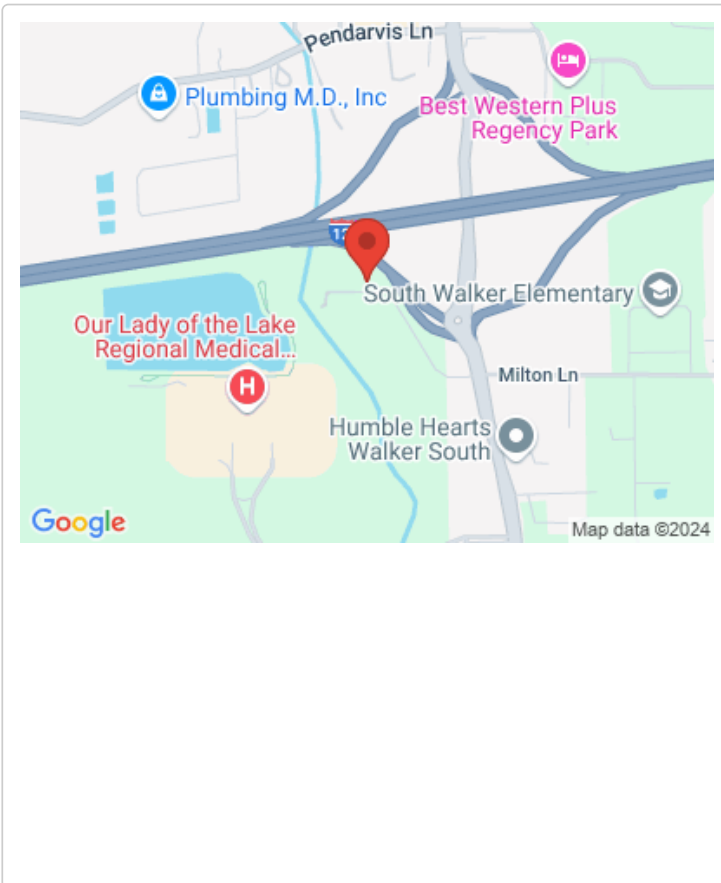 Pendarvis Ln
Plumbing M.D., Inc
Best Western Plus
Regency Park
12
South Walker Elementary
Our Lady of the Lake
Regional Medical...
H
Milton Ln
Humble Hearts
Walker South
Google
Map data ©2024